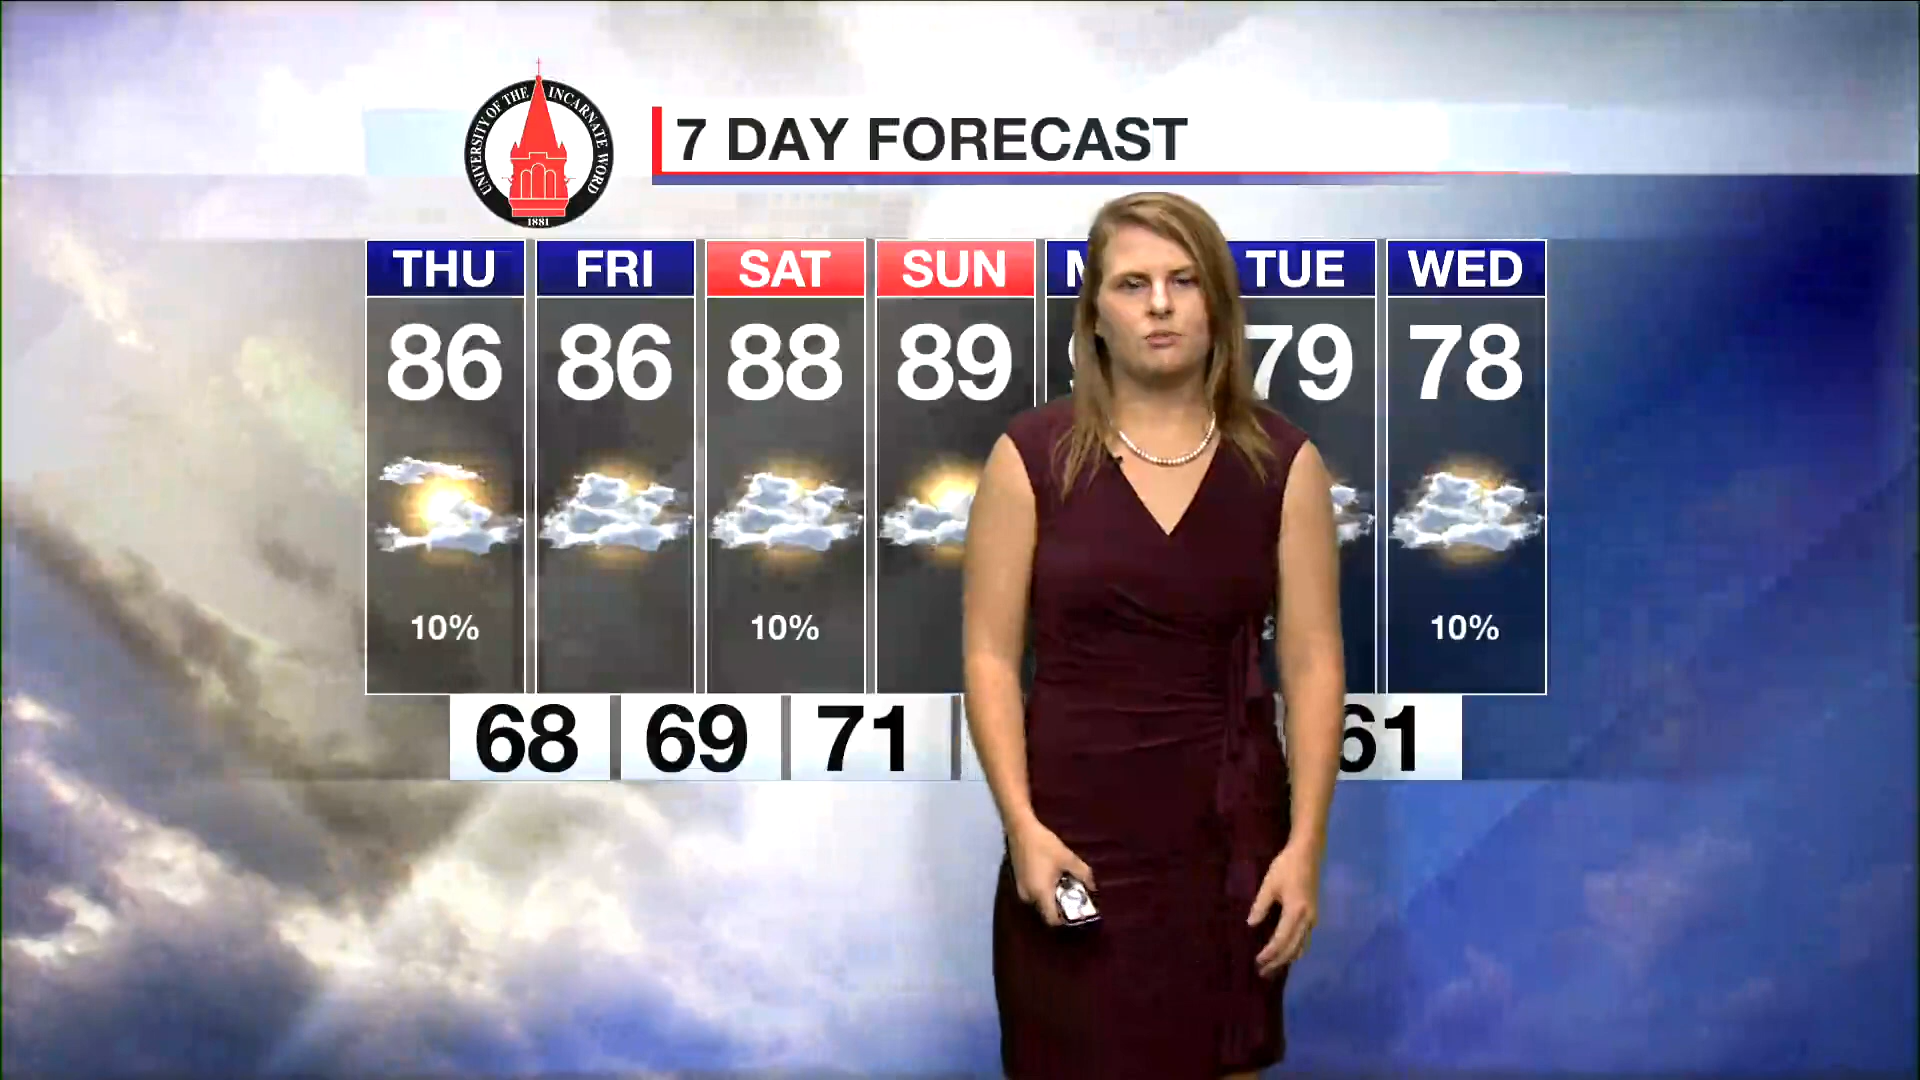 UNIVERSITY OF THE INCARNATE WORD
1881
7 DAY FORECAST
THU FRI SAT SUN TUE WED
86 86 88 89 79 78
10% 10% 10%
68 69 71 61